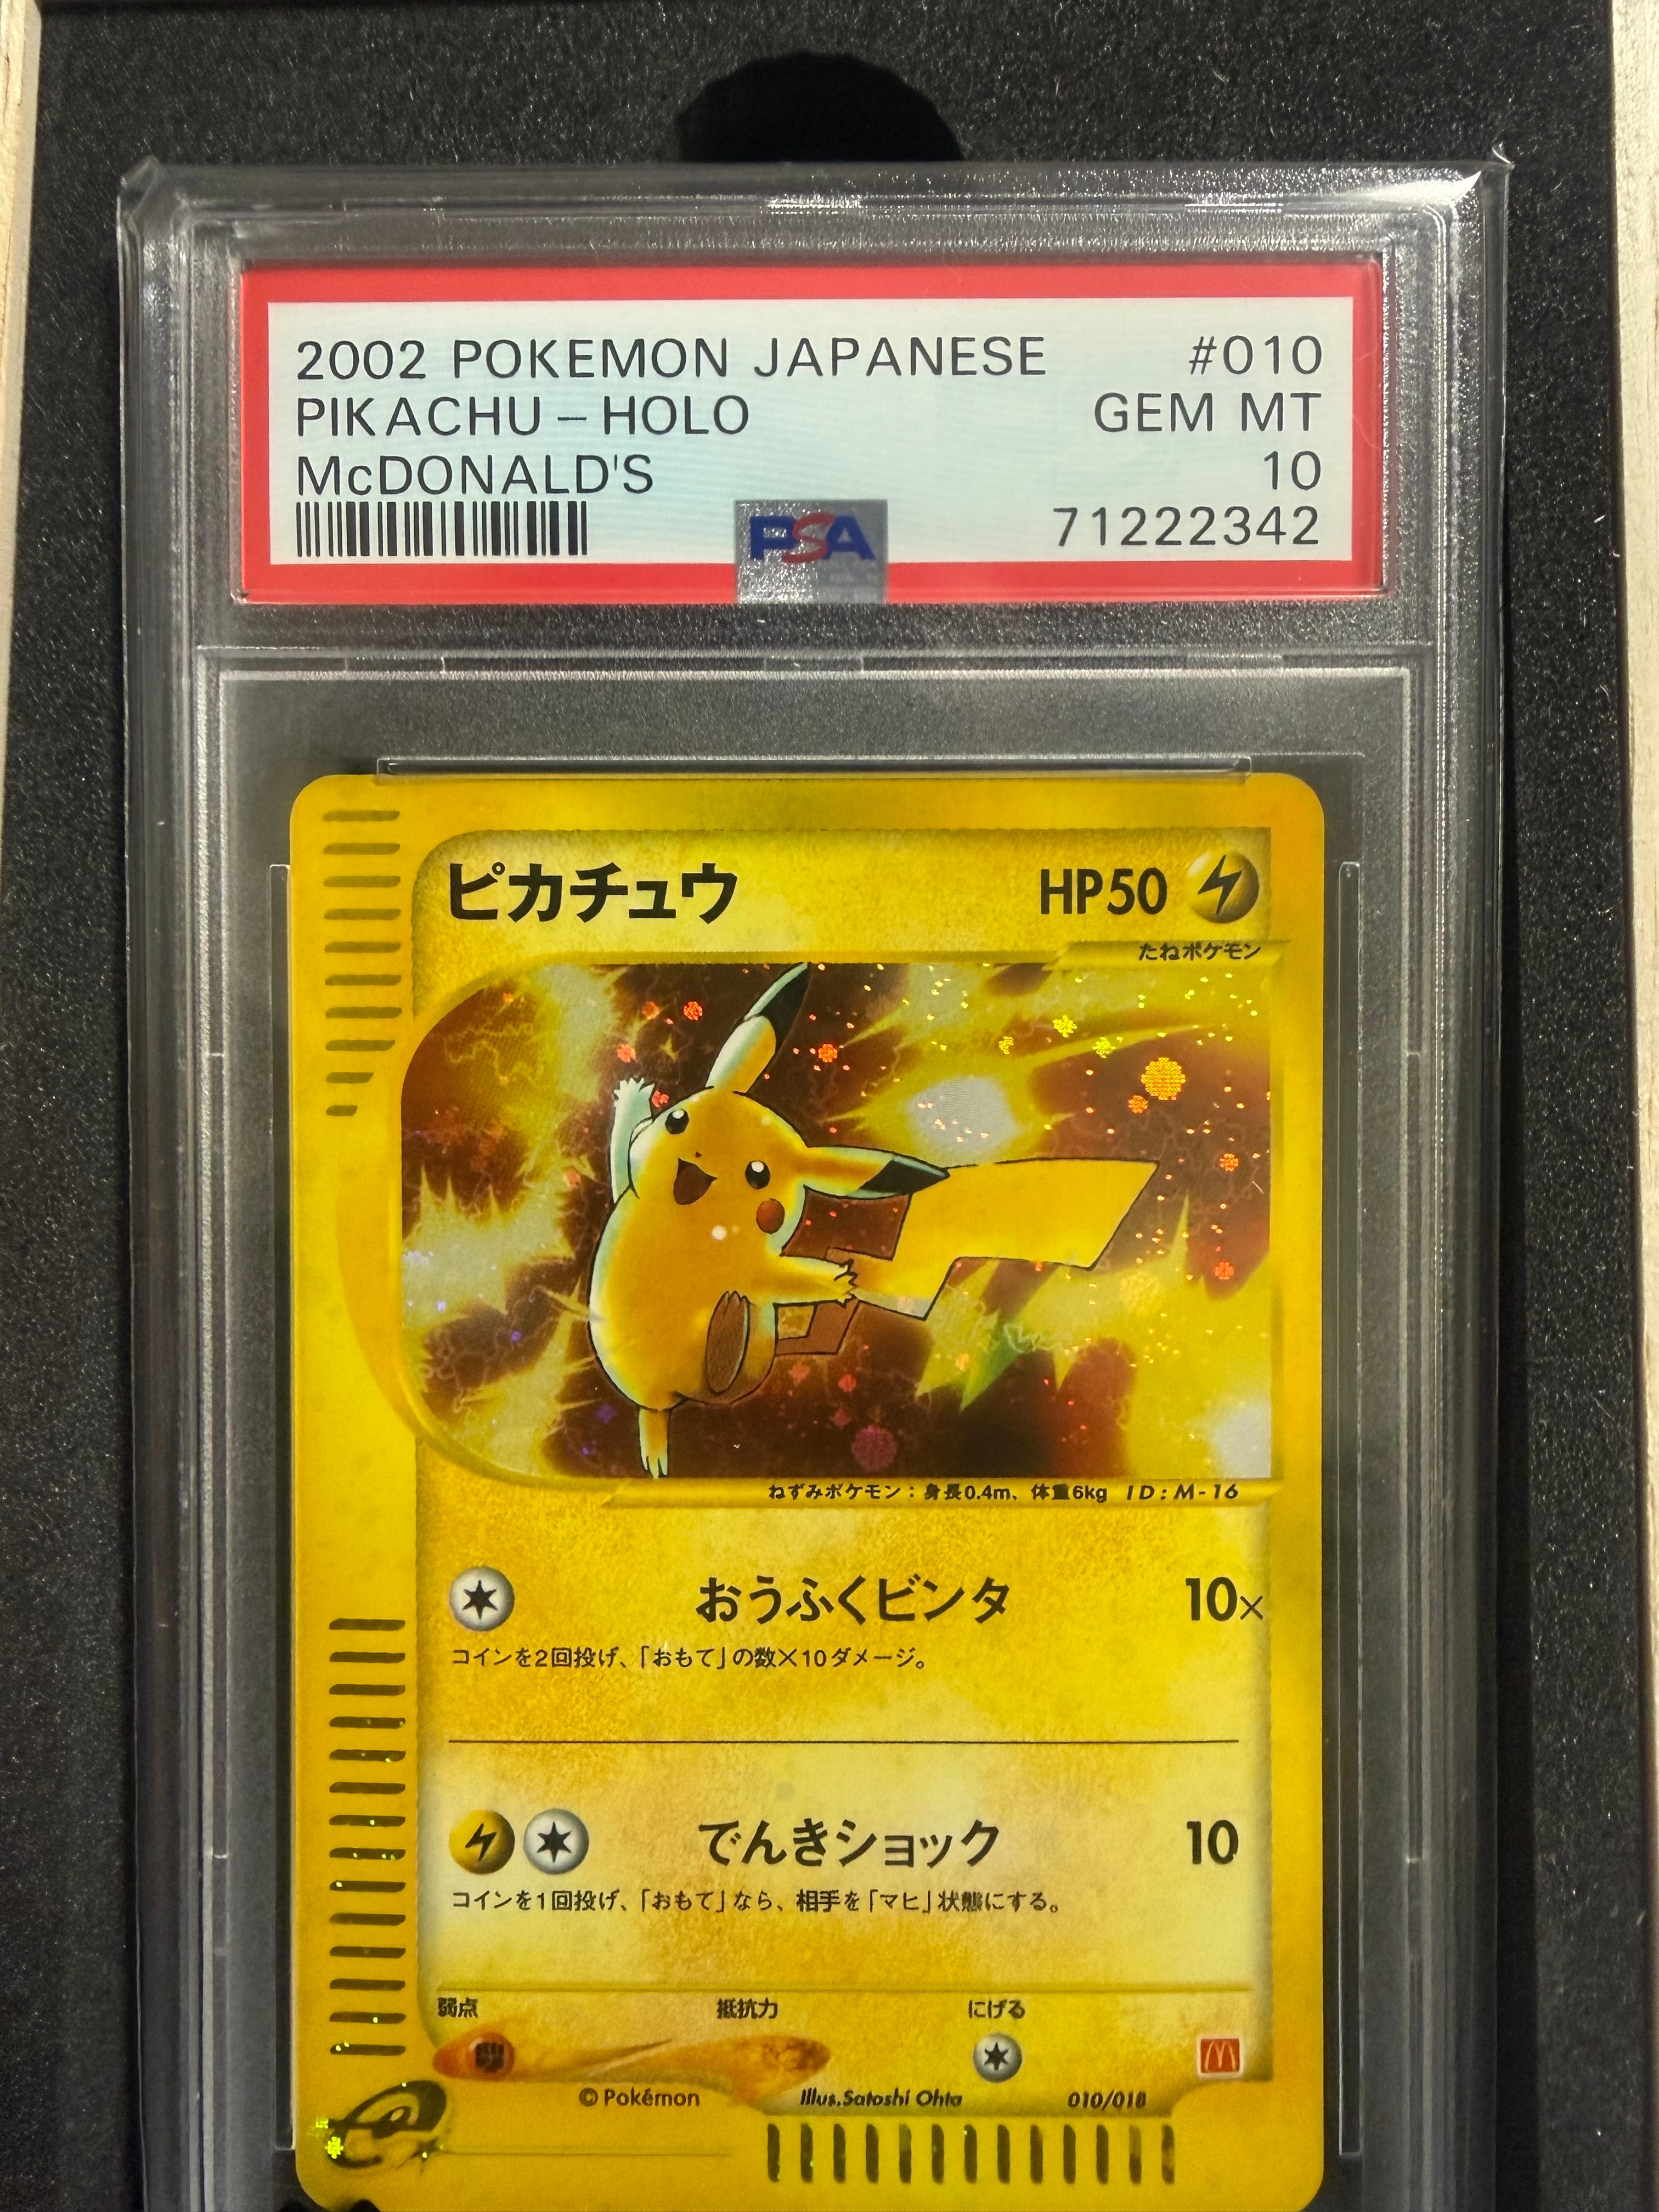 2002 POKEMON JAPANESE #010
PIKACHU - HOLO GEM MT
McDONALD'S 10
PSA 71222342
ピカチュウ HP50
たねポケモン
ねずみポケモン：身長0.4m、体重6kg ID:M-16
おうふくビンタ 10×
コインを2回投げ、「おもて」の数×10ダメージ。
でんきショック 10
コインを1回投げ、「おもて」なら、相手を「マヒ」状態にする。
弱点 抵抗力 にげる
© Pokémon Illus.Satoshi Ohta 010/018
e